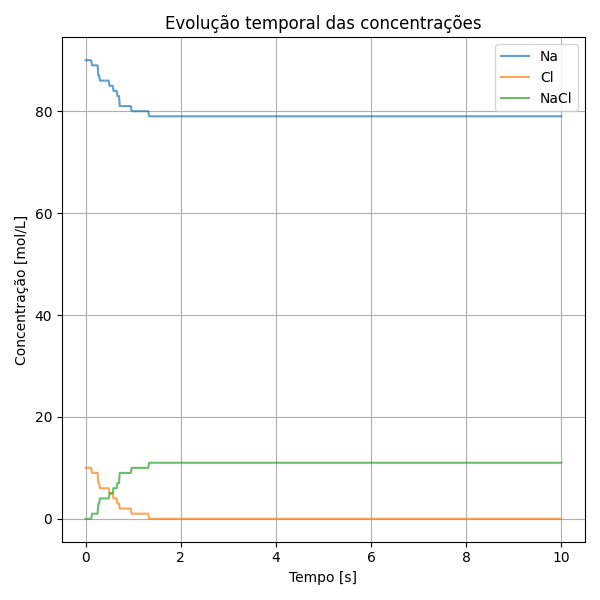 Evolução temporal das concentrações
Na
Cl
NaCl
80
60
40
20
0
Concentração [mol/L]
0 2 4 6 8 10
Tempo [s]